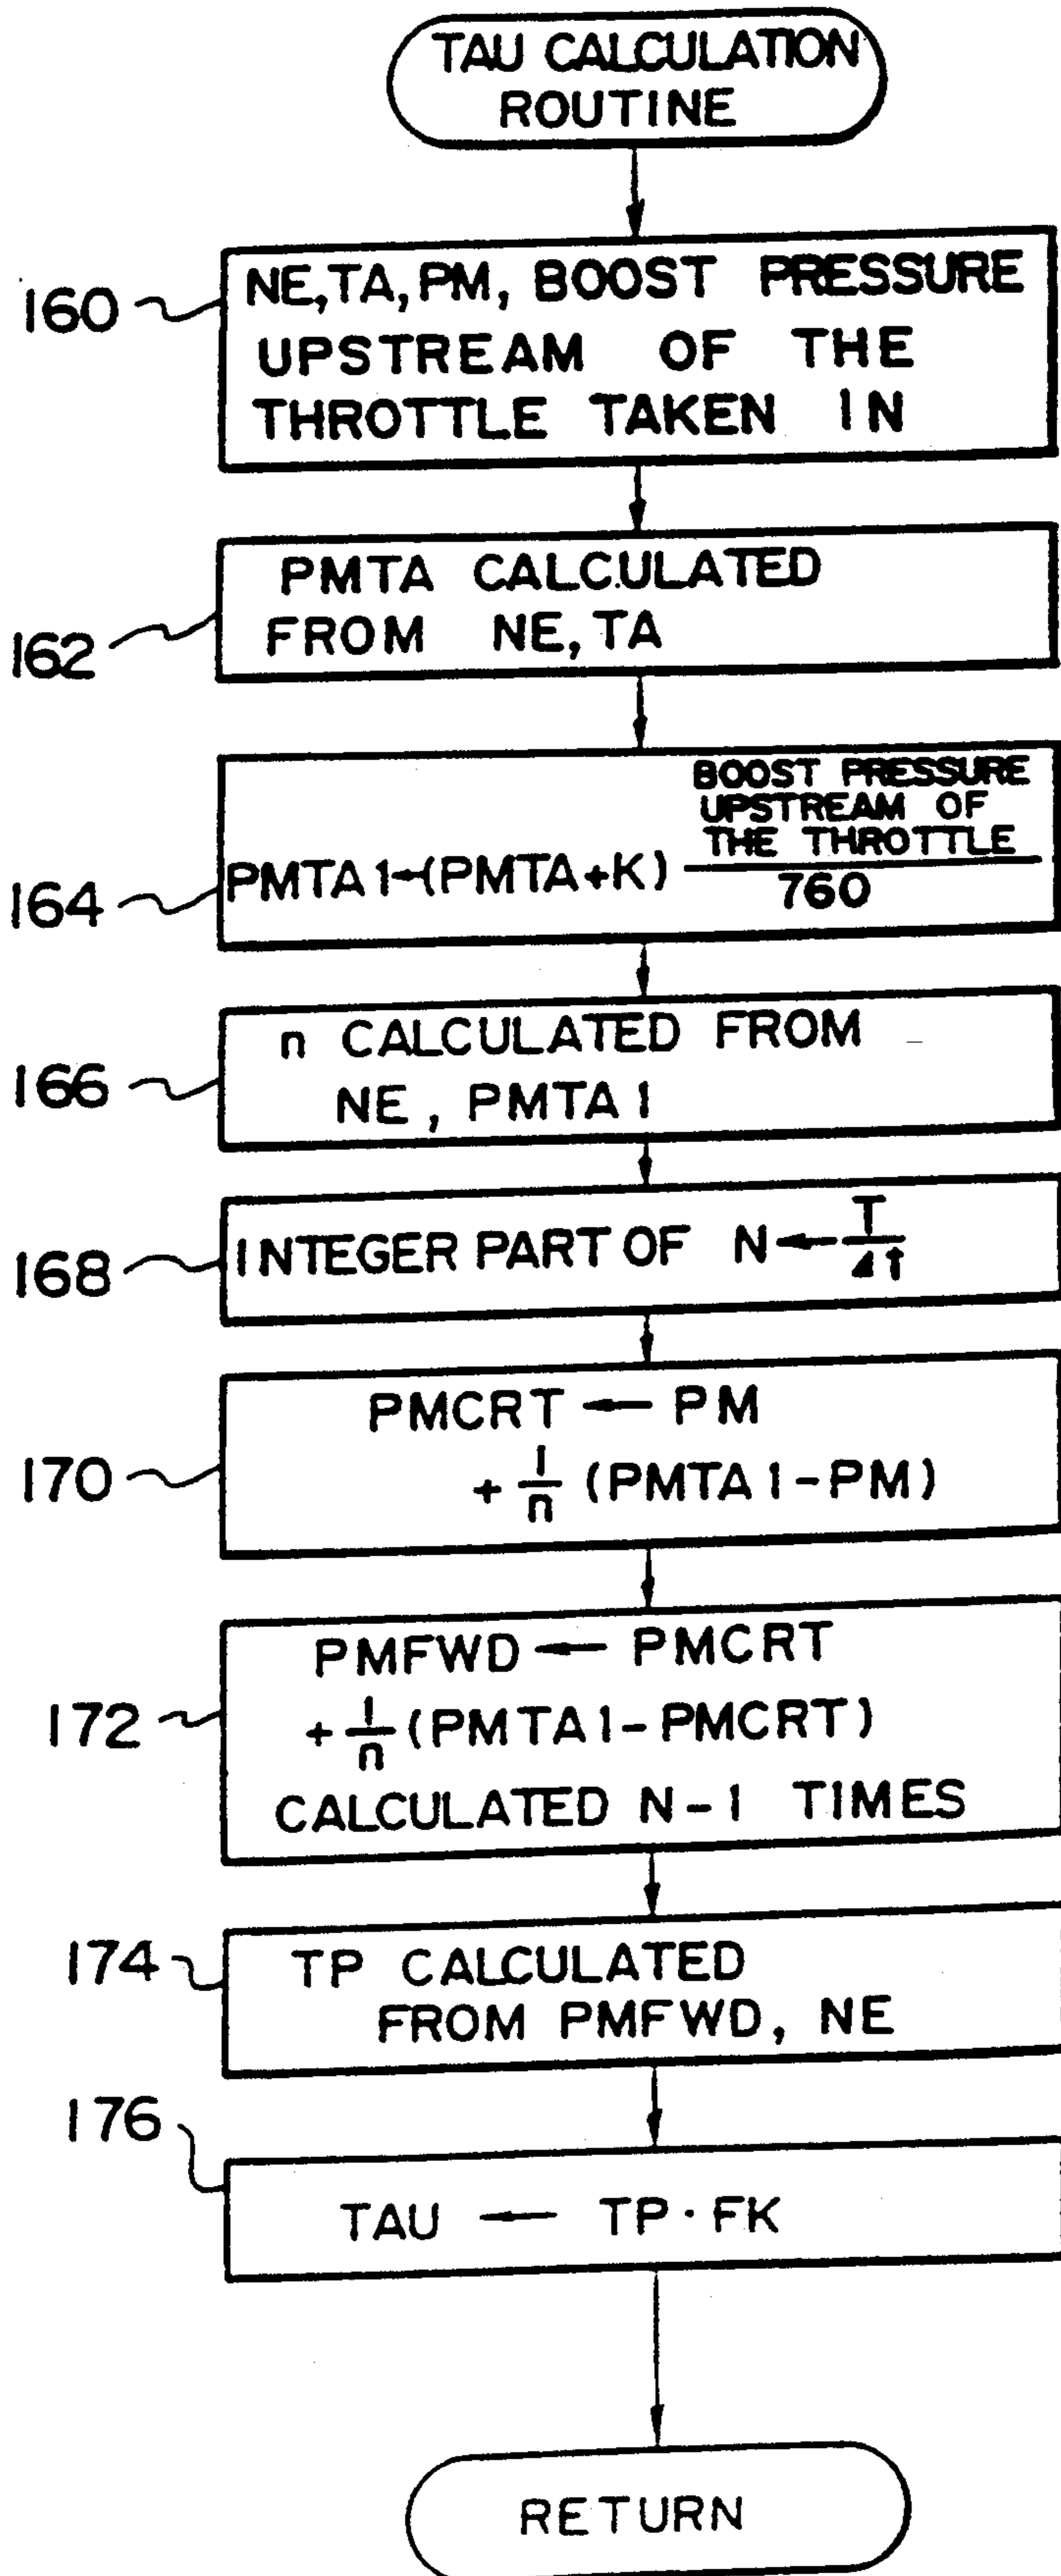 TAU CALCULATION
ROUTINE
160
NE, TA, PM, BOOST PRESSURE
UPSTREAM OF THE
THROTTLE TAKEN IN
162
PMTA CALCULATED
FROM NE, TA
164
PMTA1←(PMTA+K)
BOOST PRESSURE
UPSTREAM OF
THE THROTTLE
760
166
n CALCULATED FROM
NE, PMTA1
168
INTEGER PART OF N← T/Δt
170
PMCRT ← PM
+ 1/n (PMTA1-PM)
172
PMFWD ← PMCRT
+ 1/n (PMTA1-PMCRT)
CALCULATED N-1 TIMES
174
TP CALCULATED
FROM PMFWD, NE
176
TAU ← TP·FK
RETURN